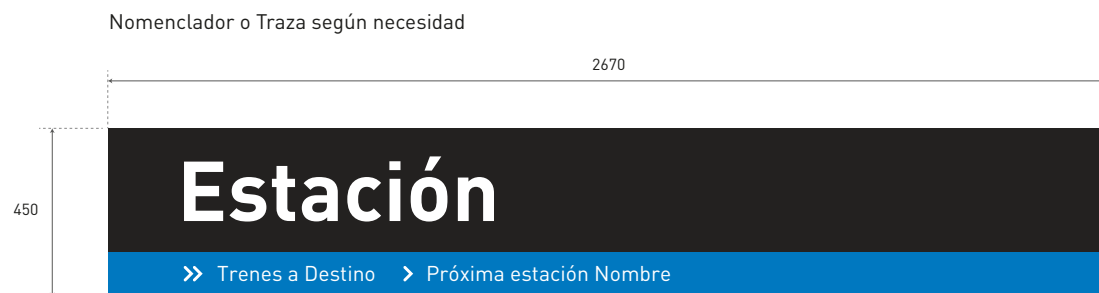 Nomenclador o Traza según necesidad
2670
450
Estación
Trenes a Destino Próxima estación Nombre